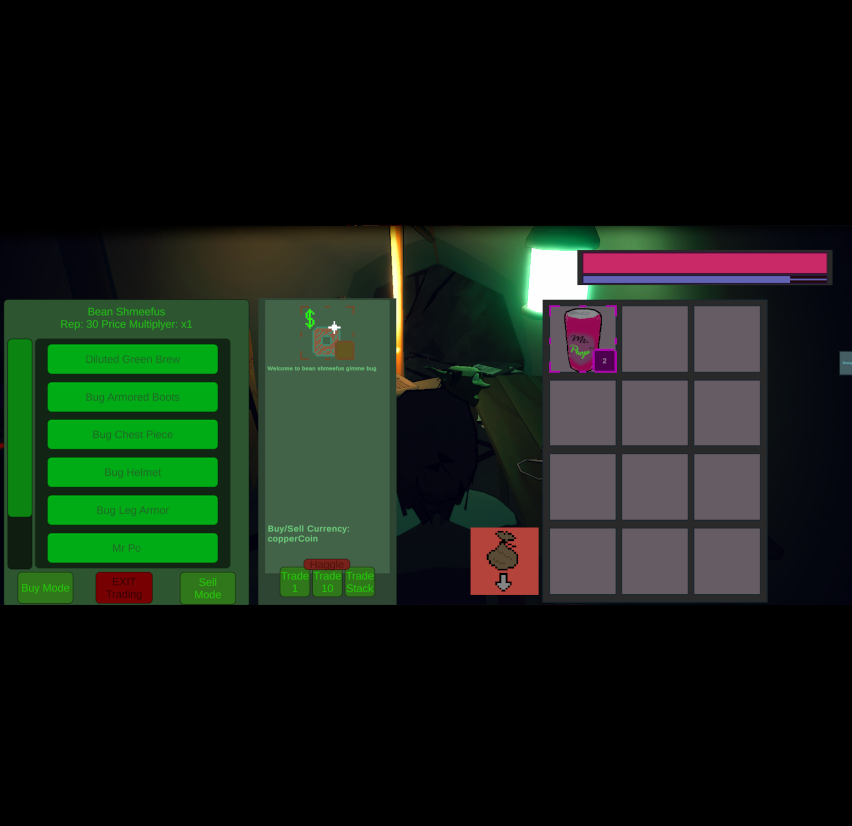 Bean Shmeefus
Rep: 30 Price Multiplyer: x1
Diluted Green Brew
Bug Armored Boots
Bug Chest Piece
Bug Helmet
Bug Leg Armor
Mr Po
Buy Mode
EXIT
Trading
Sell
Mode
$
Welcome to bean shmeefus gimme bug
Buy/Sell Currency:
copperCoin
Haggle
Trade
1
Trade
10
Trade
Stack
Mr.
2